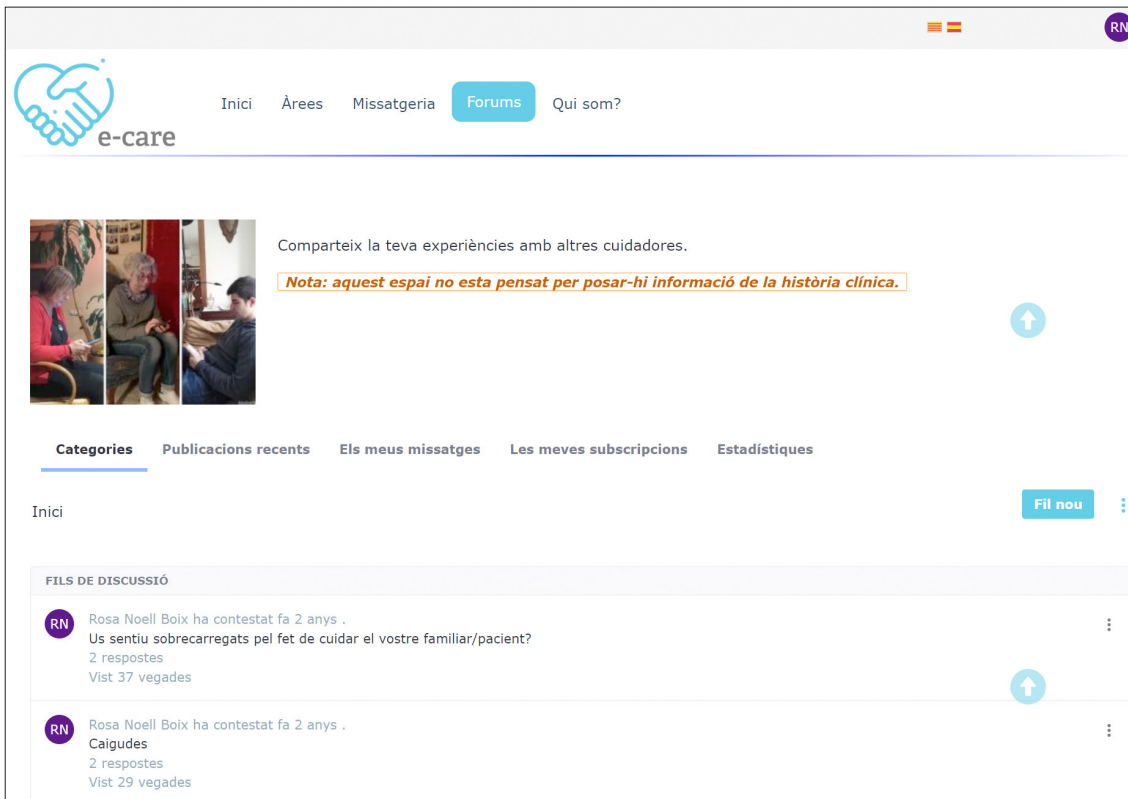 RN
e-care
Inici Àrees Missatgeria Forums Qui som?
Comparteix la teva experiències amb altres cuidadores.
Nota: aquest espai no esta pensat per posar-hi informació de la història clínica.
Categories Publicacions recents Els meus missatges Les meves subscripcions Estadístiques
Inici
Fil nou
FILS DE DISCUSSIÓ
RN
Rosa Noell Boix ha contestat fa 2 anys .
Us sentiu sobrecarregats pel fet de cuidar el vostre familiar/pacient?
2 respostes
Vist 37 vegades
RN
Rosa Noell Boix ha contestat fa 2 anys .
Caigudes
2 respostes
Vist 29 vegades